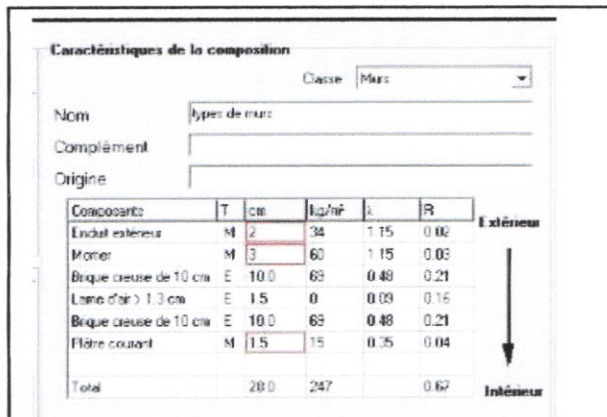 Caractéristiques de la composition
Classe Murs
Nom types de murs
Complément
Origine
Composante T cm kg/m² λ R
Extérieur
Enduit extérieur M 2 34 1.15 0.02
Mortier M 3 60 1.15 0.03
Brique creuse de 10 cm E 10.0 69 0.48 0.21
Lame d'air > 1.3 cm E 1.5 0 0.09 0.16
Brique creuse de 10 cm E 10.0 69 0.48 0.21
Plâtre courant M 1.5 15 0.35 0.04
Total 28.0 247 0.67
Intérieur